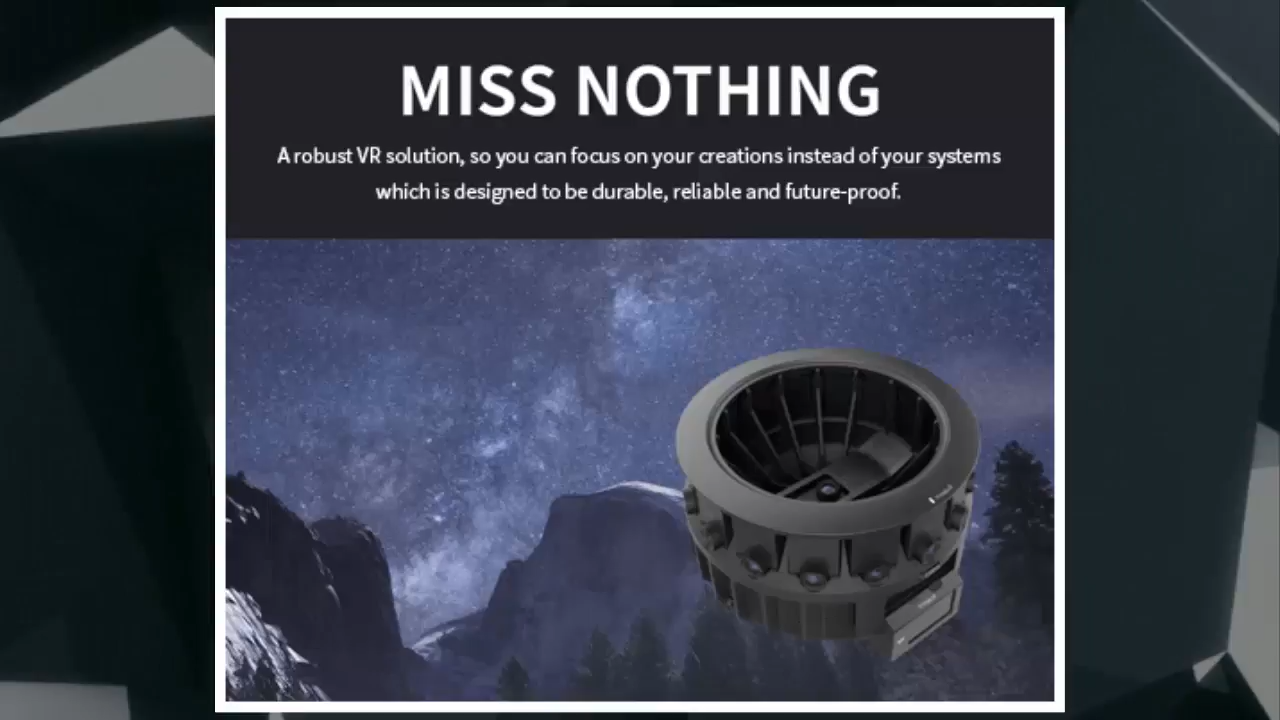 MISS NOTHING
A robust VR solution, so you can focus on your creations instead of your systems
which is designed to be durable, reliable and future-proof.